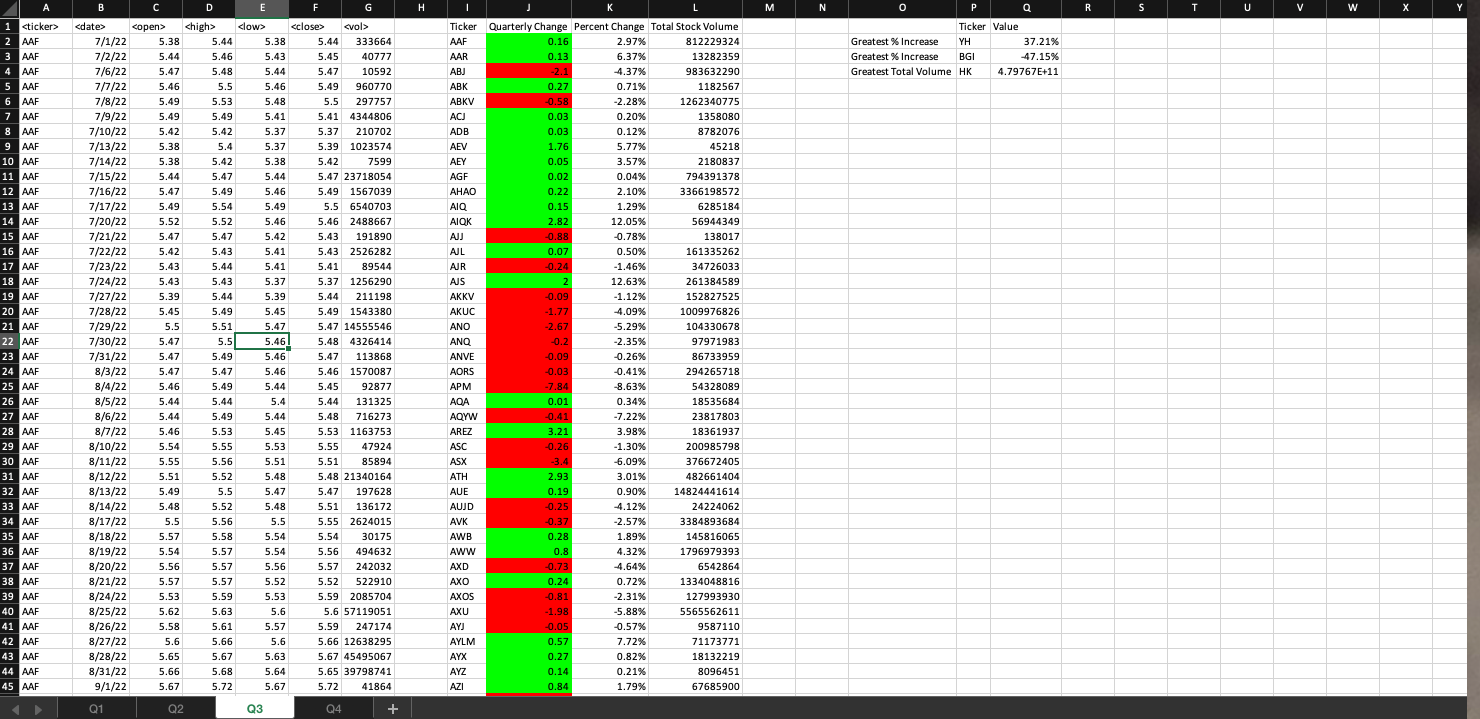 A B C D E F G H I J K L M N O P Q R S T U V W X Y
1 <ticker> <date> <open> <high> <low> <close> <vol> Ticker Quarterly Change Percent Change Total Stock Volume Ticker Value
2 AAF 7/1/22 5.38 5.44 5.38 5.44 333664 AAF 0.16 2.97% 812229324 Greatest % Increase YH 37.21%
3 AAF 7/2/22 5.44 5.46 5.43 5.45 40777 AAR 0.13 6.37% 13282359 Greatest % Increase BGI -47.15%
4 AAF 7/6/22 5.47 5.48 5.44 5.47 10592 ABJ -2.1 -4.37% 983632290 Greatest Total Volume HK 4.79767E+11
5 AAF 7/7/22 5.46 5.5 5.46 5.49 960770 ABK 0.27 0.71% 1182567
6 AAF 7/8/22 5.49 5.53 5.48 5.5 297757 ABKV -0.58 -2.28% 1262340775
7 AAF 7/9/22 5.49 5.49 5.41 5.41 4344806 ACJ 0.03 0.20% 1358080
8 AAF 7/10/22 5.42 5.42 5.37 5.37 210702 ADB 0.03 0.12% 8782076
9 AAF 7/13/22 5.38 5.4 5.37 5.39 1023574 AEV 1.76 5.77% 45218
10 AAF 7/14/22 5.38 5.42 5.38 5.42 7599 AEY 0.05 3.57% 2180837
11 AAF 7/15/22 5.44 5.47 5.44 5.47 23718054 AGF 0.02 0.04% 794391378
12 AAF 7/16/22 5.47 5.49 5.46 5.49 1567039 AHAO 0.22 2.10% 3366198572
13 AAF 7/17/22 5.49 5.54 5.49 5.5 6540703 AIQ 0.15 1.29% 6285184
14 AAF 7/20/22 5.52 5.52 5.46 5.46 2488667 AIQK 2.82 12.05% 56944349
15 AAF 7/21/22 5.47 5.47 5.42 5.43 191890 AJJ -0.88 -0.78% 138017
16 AAF 7/22/22 5.42 5.43 5.41 5.43 2526282 AJL 0.07 0.50% 161335262
17 AAF 7/23/22 5.43 5.44 5.41 5.41 89544 AJR -0.24 -1.46% 34726033
18 AAF 7/24/22 5.43 5.43 5.37 5.37 1256290 AJS 2 12.63% 261384589
19 AAF 7/27/22 5.39 5.44 5.39 5.44 211198 AKKV -0.09 -1.12% 152827525
20 AAF 7/28/22 5.45 5.49 5.45 5.49 1543380 AKUC -1.77 -4.09% 1009976826
21 AAF 7/29/22 5.5 5.51 5.47 5.47 14555546 ANO -2.67 -5.29% 104330678
22 AAF 7/30/22 5.47 5.5 5.46 5.48 4326414 ANQ -0.2 -2.35% 97971983
23 AAF 7/31/22 5.47 5.49 5.46 5.47 113868 ANVE -0.09 -0.26% 86733959
24 AAF 8/3/22 5.47 5.47 5.46 5.46 1570087 AORS -0.03 -0.41% 294265718
25 AAF 8/4/22 5.46 5.49 5.44 5.45 92877 APM -7.84 -8.63% 54328089
26 AAF 8/5/22 5.44 5.44 5.4 5.44 131325 AQA 0.01 0.34% 18535684
27 AAF 8/6/22 5.44 5.49 5.44 5.48 716273 AQYW -0.41 -7.22% 23817803
28 AAF 8/7/22 5.46 5.53 5.45 5.53 1163753 AREZ 3.21 3.98% 18361937
29 AAF 8/10/22 5.54 5.55 5.53 5.55 47924 ASC -0.26 -1.30% 200985798
30 AAF 8/11/22 5.55 5.56 5.51 5.51 85894 ASX -3.4 -6.09% 376672405
31 AAF 8/12/22 5.51 5.52 5.48 5.48 21340164 ATH 2.93 3.01% 482661404
32 AAF 8/13/22 5.49 5.5 5.47 5.47 197628 AUE 0.19 0.90% 14824441614
33 AAF 8/14/22 5.48 5.52 5.48 5.51 136172 AUJD -0.25 -4.12% 24224062
34 AAF 8/17/22 5.5 5.56 5.5 5.55 2624015 AVK -0.37 -2.57% 3384893684
35 AAF 8/18/22 5.57 5.58 5.54 5.54 30175 AWB 0.28 1.89% 145816065
36 AAF 8/19/22 5.54 5.57 5.54 5.56 494632 AWW 0.8 4.32% 1796979393
37 AAF 8/20/22 5.56 5.57 5.56 5.57 242032 AXD -0.73 -4.64% 6542864
38 AAF 8/21/22 5.57 5.57 5.52 5.52 522910 AXO 0.24 0.72% 1334048816
39 AAF 8/24/22 5.53 5.59 5.53 5.59 2085704 AXOS -0.81 -2.31% 127993930
40 AAF 8/25/22 5.62 5.63 5.6 5.6 57119051 AXU -1.98 -5.88% 5565562611
41 AAF 8/26/22 5.58 5.61 5.57 5.59 247174 AYJ -0.05 -0.57% 9587110
42 AAF 8/27/22 5.6 5.66 5.6 5.66 12638295 AYLM 0.57 7.72% 71173771
43 AAF 8/28/22 5.65 5.67 5.63 5.67 45495067 AYX 0.27 0.82% 18132219
44 AAF 8/31/22 5.66 5.68 5.64 5.65 39798741 AYZ 0.14 0.21% 8096451
45 AAF 9/1/22 5.67 5.72 5.67 5.72 41864 AZI 0.84 1.79% 67685900
Q1 Q2 Q3 Q4 +